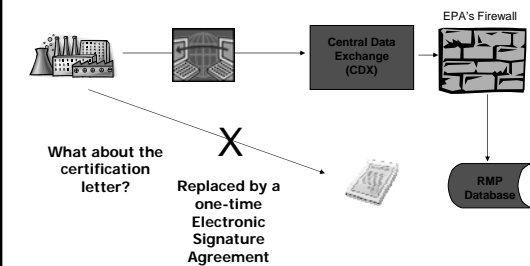 EPA's Firewall
Central Data
Exchange
(CDX)
What about the
certification
letter?
X
Replaced by a
one-time
Electronic
Signature
Agreement
RMP
Database